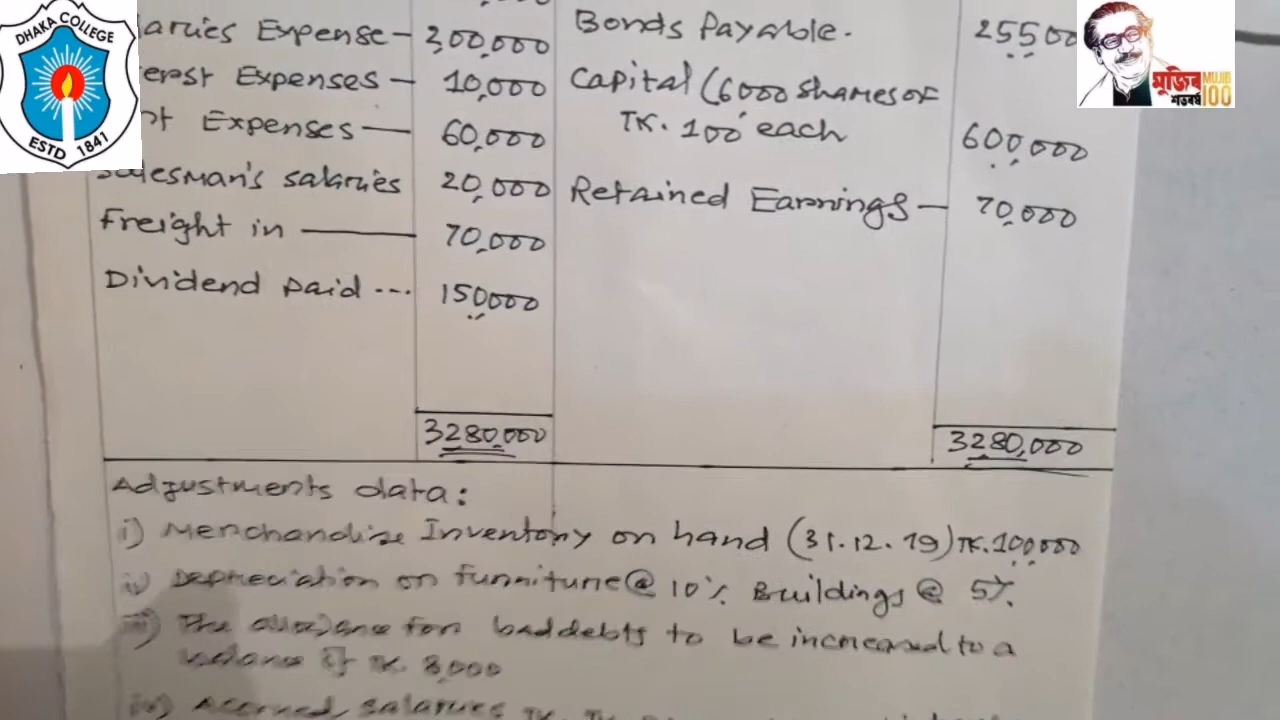 DHAKA COLLEGE
ESTD 1841
মুজিব
শতবর্ষ
MUJIB
100
Salaries Expense — 300,000
Bonds Payable. 25500
Expenses — 10,000
Capital (6000 shares of
TK. 100 each 600,000
Expenses — 60,000
Salesman's salaries 20,000
Retained Earnings — 70,000
Freight in — 70,000
Dividend paid ... 150000
3280,000
3280,000
Adjustments data:
i) Merchandize Inventory on hand (31.12.19) TK. 100000
ii) Depreciation on furniture @ 10% Buildings @ 5%.
iii) The allowance for bad debts to be increased to a
balance of TK. 8,000
iv) Accrued salaries TK.